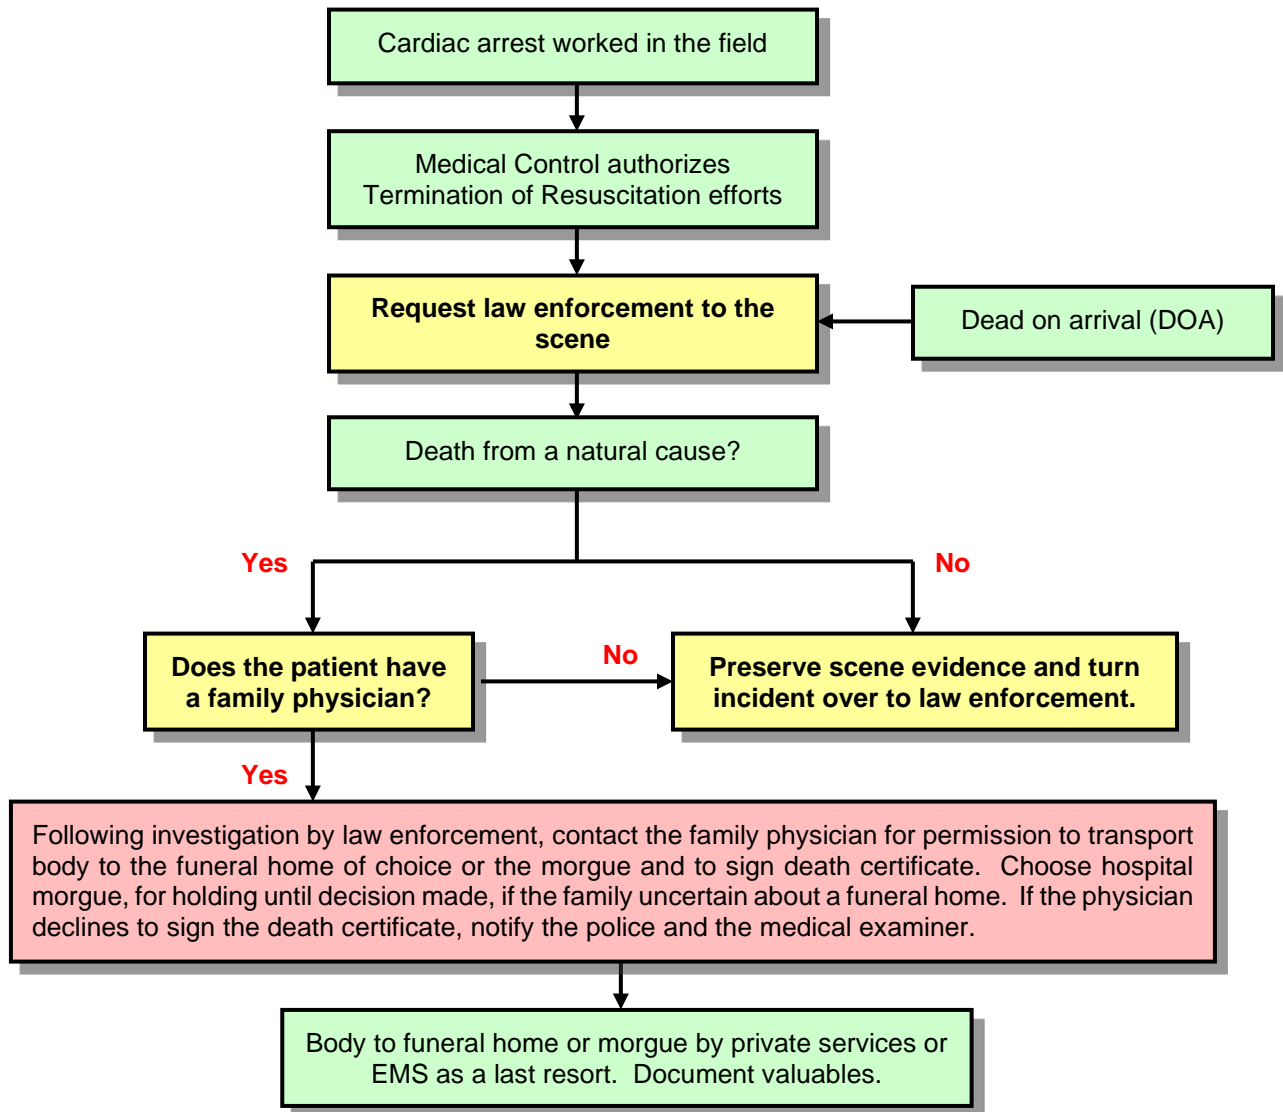 Cardiac arrest worked in the field
Medical Control authorizes
Termination of Resuscitation efforts
Request law enforcement to the
scene
Dead on arrival (DOA)
Death from a natural cause?
Yes
No
Does the patient have
a family physician?
No
Preserve scene evidence and turn
incident over to law enforcement.
Yes
Following investigation by law enforcement, contact the family physician for permission to transport
body to the funeral home of choice or the morgue and to sign death certificate.  Choose hospital
morgue, for holding until decision made, if the family uncertain about a funeral home.  If the physician
declines to sign the death certificate, notify the police and the medical examiner.
Body to funeral home or morgue by private services or
EMS as a last resort.  Document valuables.